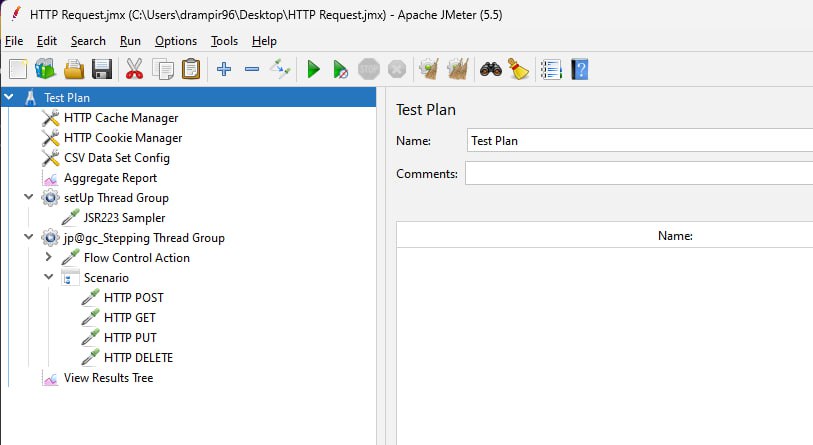 HTTP Request.jmx (C:\Users\drampir96\Desktop\HTTP Request.jmx) - Apache JMeter (5.5)
File Edit Search Run Options Tools Help
STOP
?
Test Plan
HTTP Cache Manager
HTTP Cookie Manager
CSV Data Set Config
Aggregate Report
setUp Thread Group
JSR223 Sampler
jp@gc_Stepping Thread Group
Flow Control Action
Scenario
HTTP POST
HTTP GET
HTTP PUT
HTTP DELETE
View Results Tree
Test Plan
Name: Test Plan
Comments:
Name: